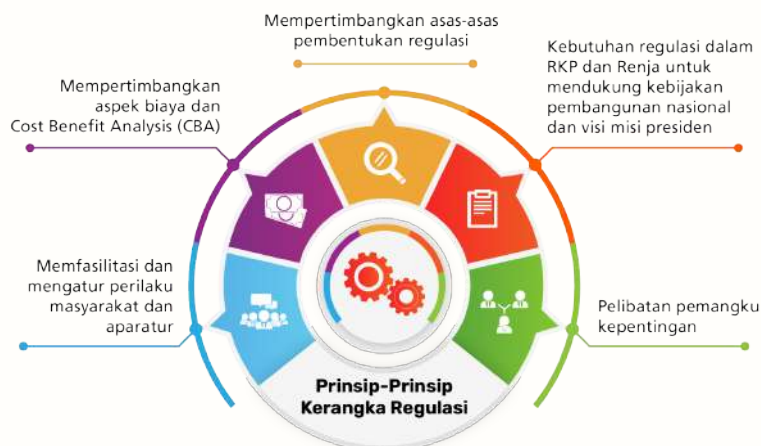 Mempertimbangkan asas-asas
pembentukan regulasi
Mempertimbangkan
aspek biaya dan
Cost Benefit Analysis (CBA)
Kebutuhan regulasi dalam
RKP dan Renja untuk
mendukung kebijakan
pembangunan nasional
dan visi misi presiden
Memfasilitasi dan
mengatur perilaku
masyarakat dan
aparatur
Pelibatan pemangku
kepentingan
Prinsip-Prinsip
Kerangka Regulasi